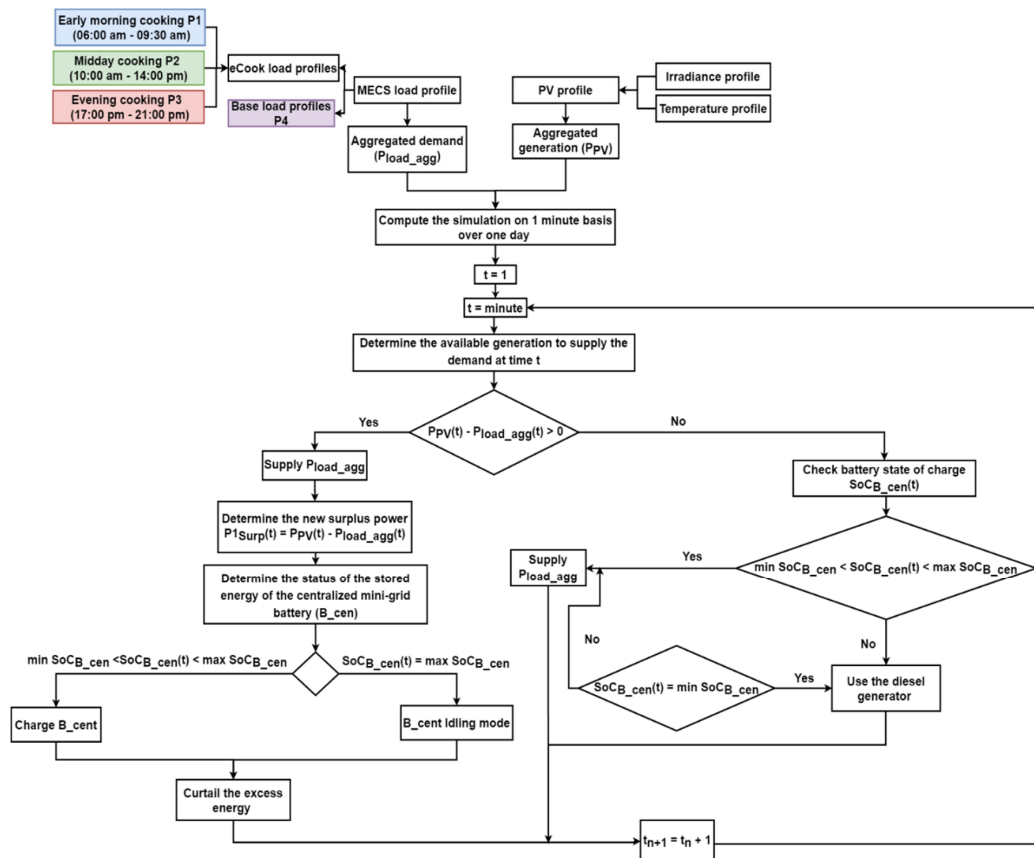 Early morning cooking P1
(06:00 am - 09:30 am)
Midday cooking P2
(10:00 am - 14:00 pm)
Evening cooking P3
(17:00 pm - 21:00 pm)
eCook load profiles
Base load profiles
P4
MECS load profile
Aggregated demand
(Pload_agg)
PV profile
Irradiance profile
Temperature profile
Aggregated
generation (PPV)
Compute the simulation on 1 minute basis
over one day
t = 1
t = minute
Determine the available generation to supply the
demand at time t
PPV(t) - Pload_agg(t) > 0
Yes
No
Supply Pload_agg
Determine the new surplus power
P1Surp(t) = PPV(t) - Pload_agg(t)
Determine the status of the stored
energy of the centralized mini-grid
battery (B_cen)
min SoCB_cen <SoCB_cen(t) < max SoCB_cen
SoCB_cen(t) = max SoCB_cen
Charge B_cent
B_cent Idling mode
Curtail the excess
energy
Check battery state of charge
SoCB_cen(t)
min SoCB_cen < SoCB_cen(t) < max SoCB_cen
Yes
No
Supply
Pload_agg
No
SoCB_cen(t) = min SoCB_cen
Yes
Use the diesel
generator
tn+1 = tn + 1